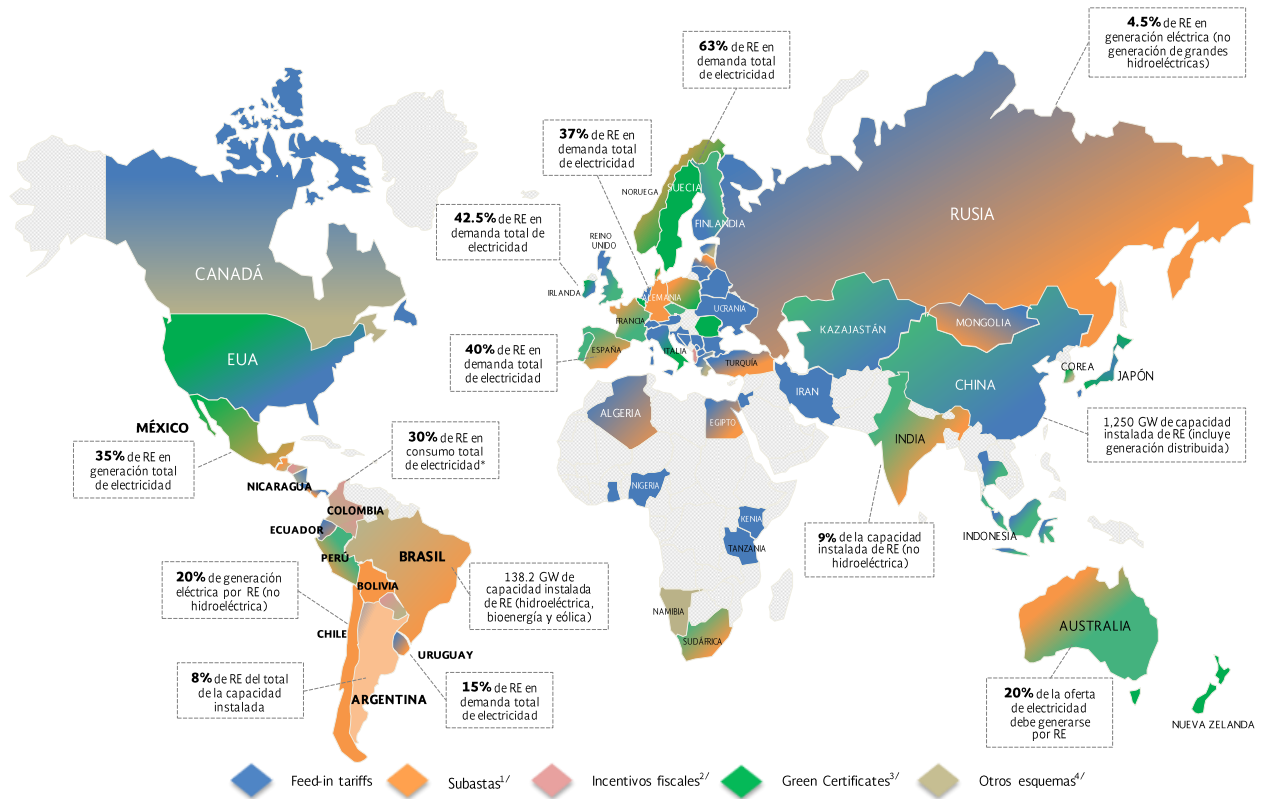 4.5% de RE en
generación eléctrica (no
generación de grandes
hidroeléctricas)
63% de RE en
demanda total
de electricidad
37% de RE en
demanda total
de electricidad
42.5% de RE en
demanda total de
electricidad
NORUEGA
SUECIA
FINLANDIA
RUSIA
REINO
UNIDO
IRLANDA
CANADÁ
ALEMANIA
UCRANIA
FRANCIA
KAZAJASTÁN
MONGOLIA
EUA
40% de RE en
demanda total
de electricidad
ESPAÑA
ITALIA
TURQUÍA
COREA
JAPÓN
CHINA
IRAN
ALGERIA
EGIPTO
INDIA
MÉXICO
35% de RE en
generación total
de electricidad
30% de RE en
consumo total
de electricidad*
1,250 GW de capacidad
instalada de RE (incluye
generación distribuida)
NICARAGUA
COLOMBIA
ECUADOR
PERÚ
BRASIL
BOLIVIA
NIGERIA
KENIA
TANZANIA
INDONESIA
9% de la capacidad
instalada de RE (no
hidroeléctrica)
20% de generación
eléctrica por RE (no
hidroeléctrica)
138.2 GW de
capacidad instalada
de RE (hidroeléctrica,
bioenergía y eólica)
NAMIBIA
SUDÁFRICA
AUSTRALIA
CHILE
URUGUAY
8% de RE del total
de la capacidad
instalada
ARGENTINA
15% de RE en
demanda total
de electricidad
20% de la oferta
de electricidad
debe generarse
por RE
NUEVA ZELANDA
Feed-in tariffs
Subastas1/
Incentivos fiscales2/
Green Certificates3/
Otros esquemas4/